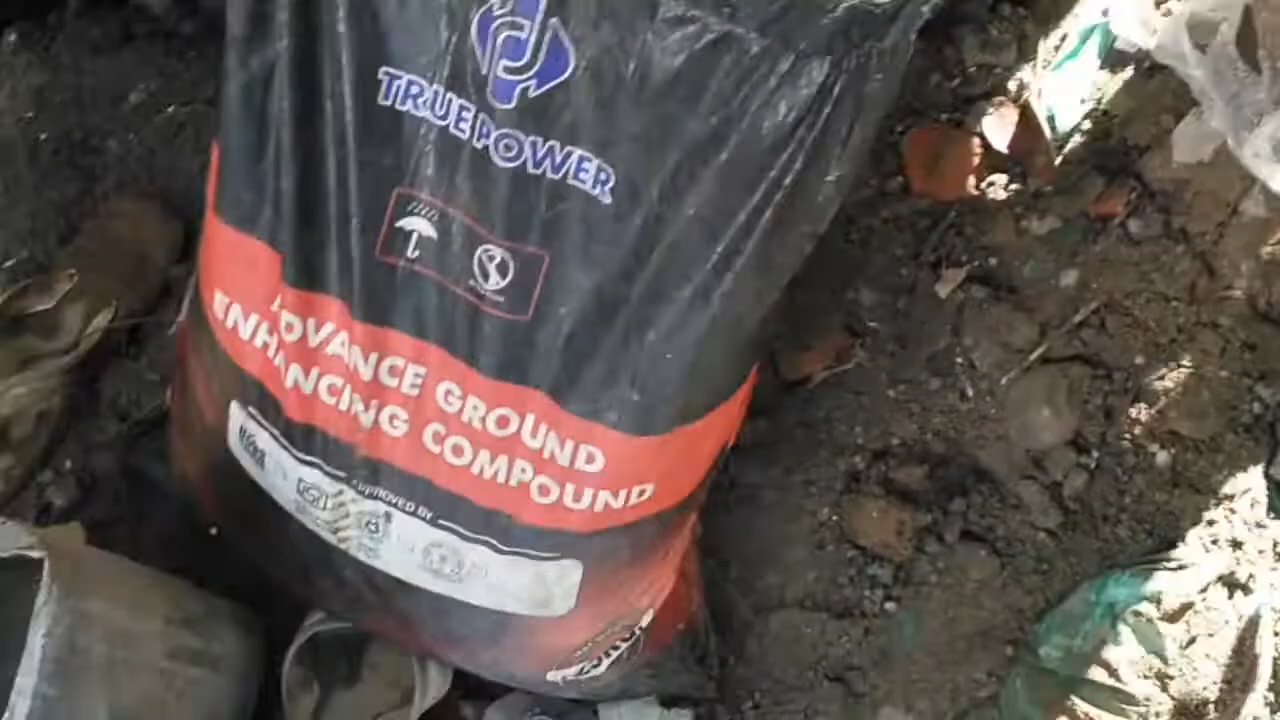 TRUE POWER
ADVANCE GROUND
ENHANCING COMPOUND
APPROVED BY